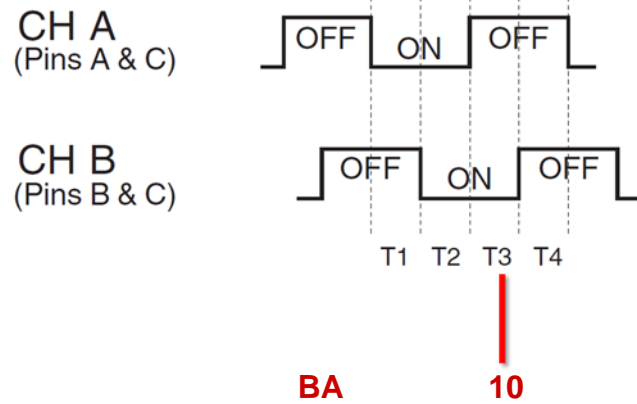 CH A
(Pins A & C)
OFF ON OFF
CH B
(Pins B & C)
OFF ON OFF
T1 T2 T3 T4
BA 10